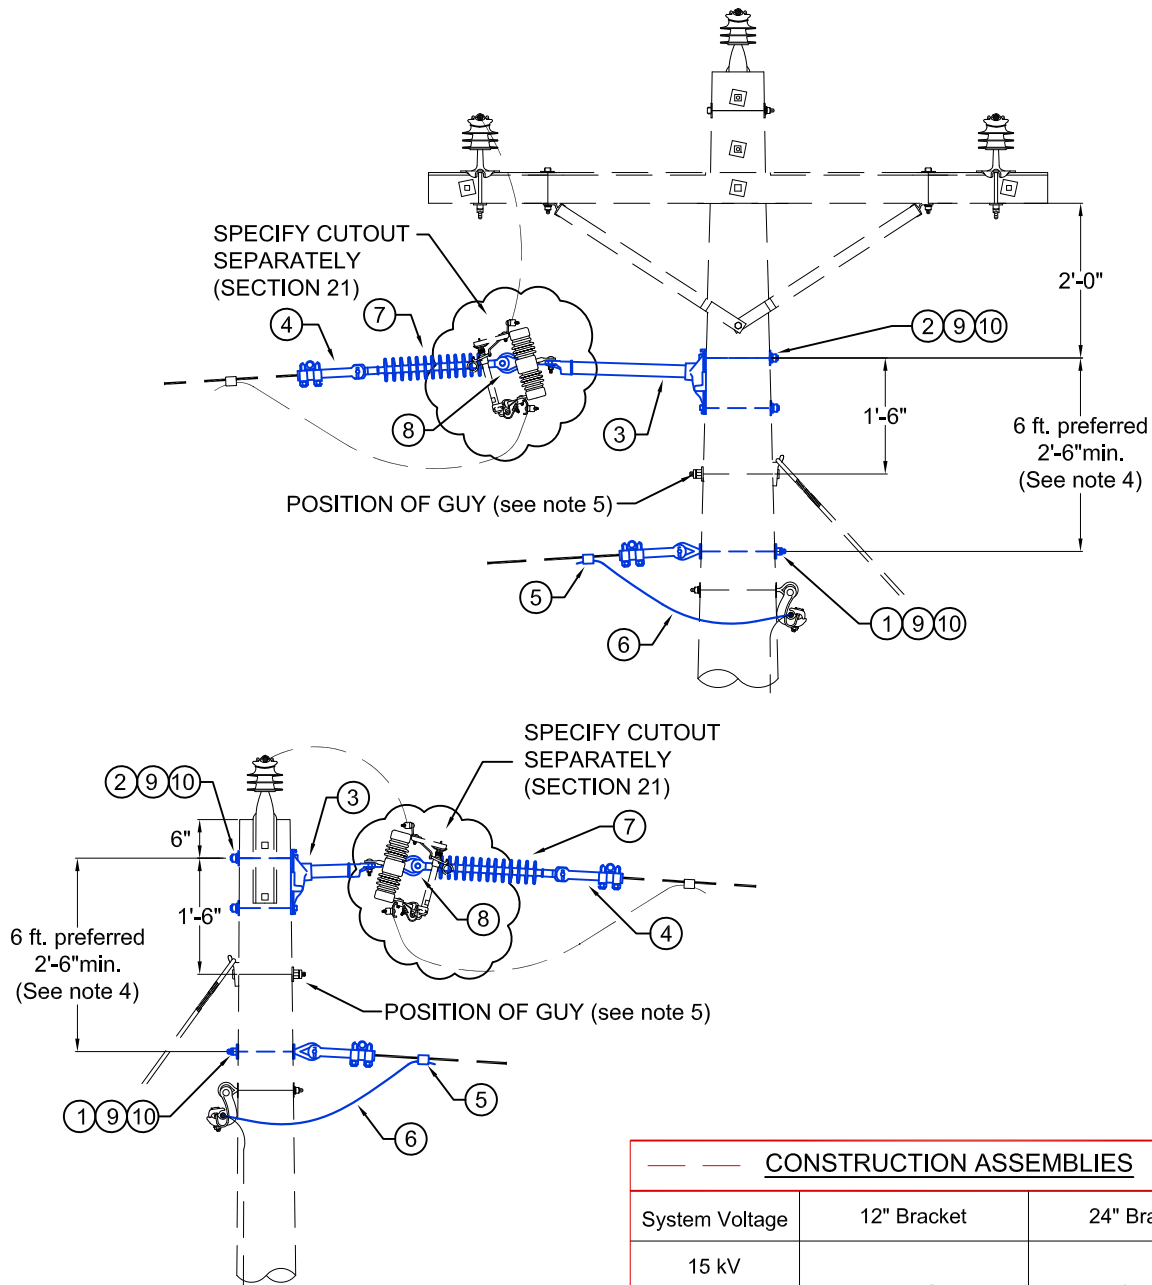 SPECIFY CUTOUT
SEPARATELY
(SECTION 21)
4
7
8
3
2 9 10
2'-0"
1'-6"
6 ft. preferred
2'-6"min.
(See note 4)
POSITION OF GUY (see note 5)
5
6
1 9 10
SPECIFY CUTOUT
SEPARATELY
(SECTION 21)
2 9 10
3
7
6"
1'-6"
8
4
6 ft. preferred
2'-6"min.
(See note 4)
POSITION OF GUY (see note 5)
5
1 9 10
6
CONSTRUCTION ASSEMBLIES
System Voltage
12" Bracket
24" Bra
15 kV